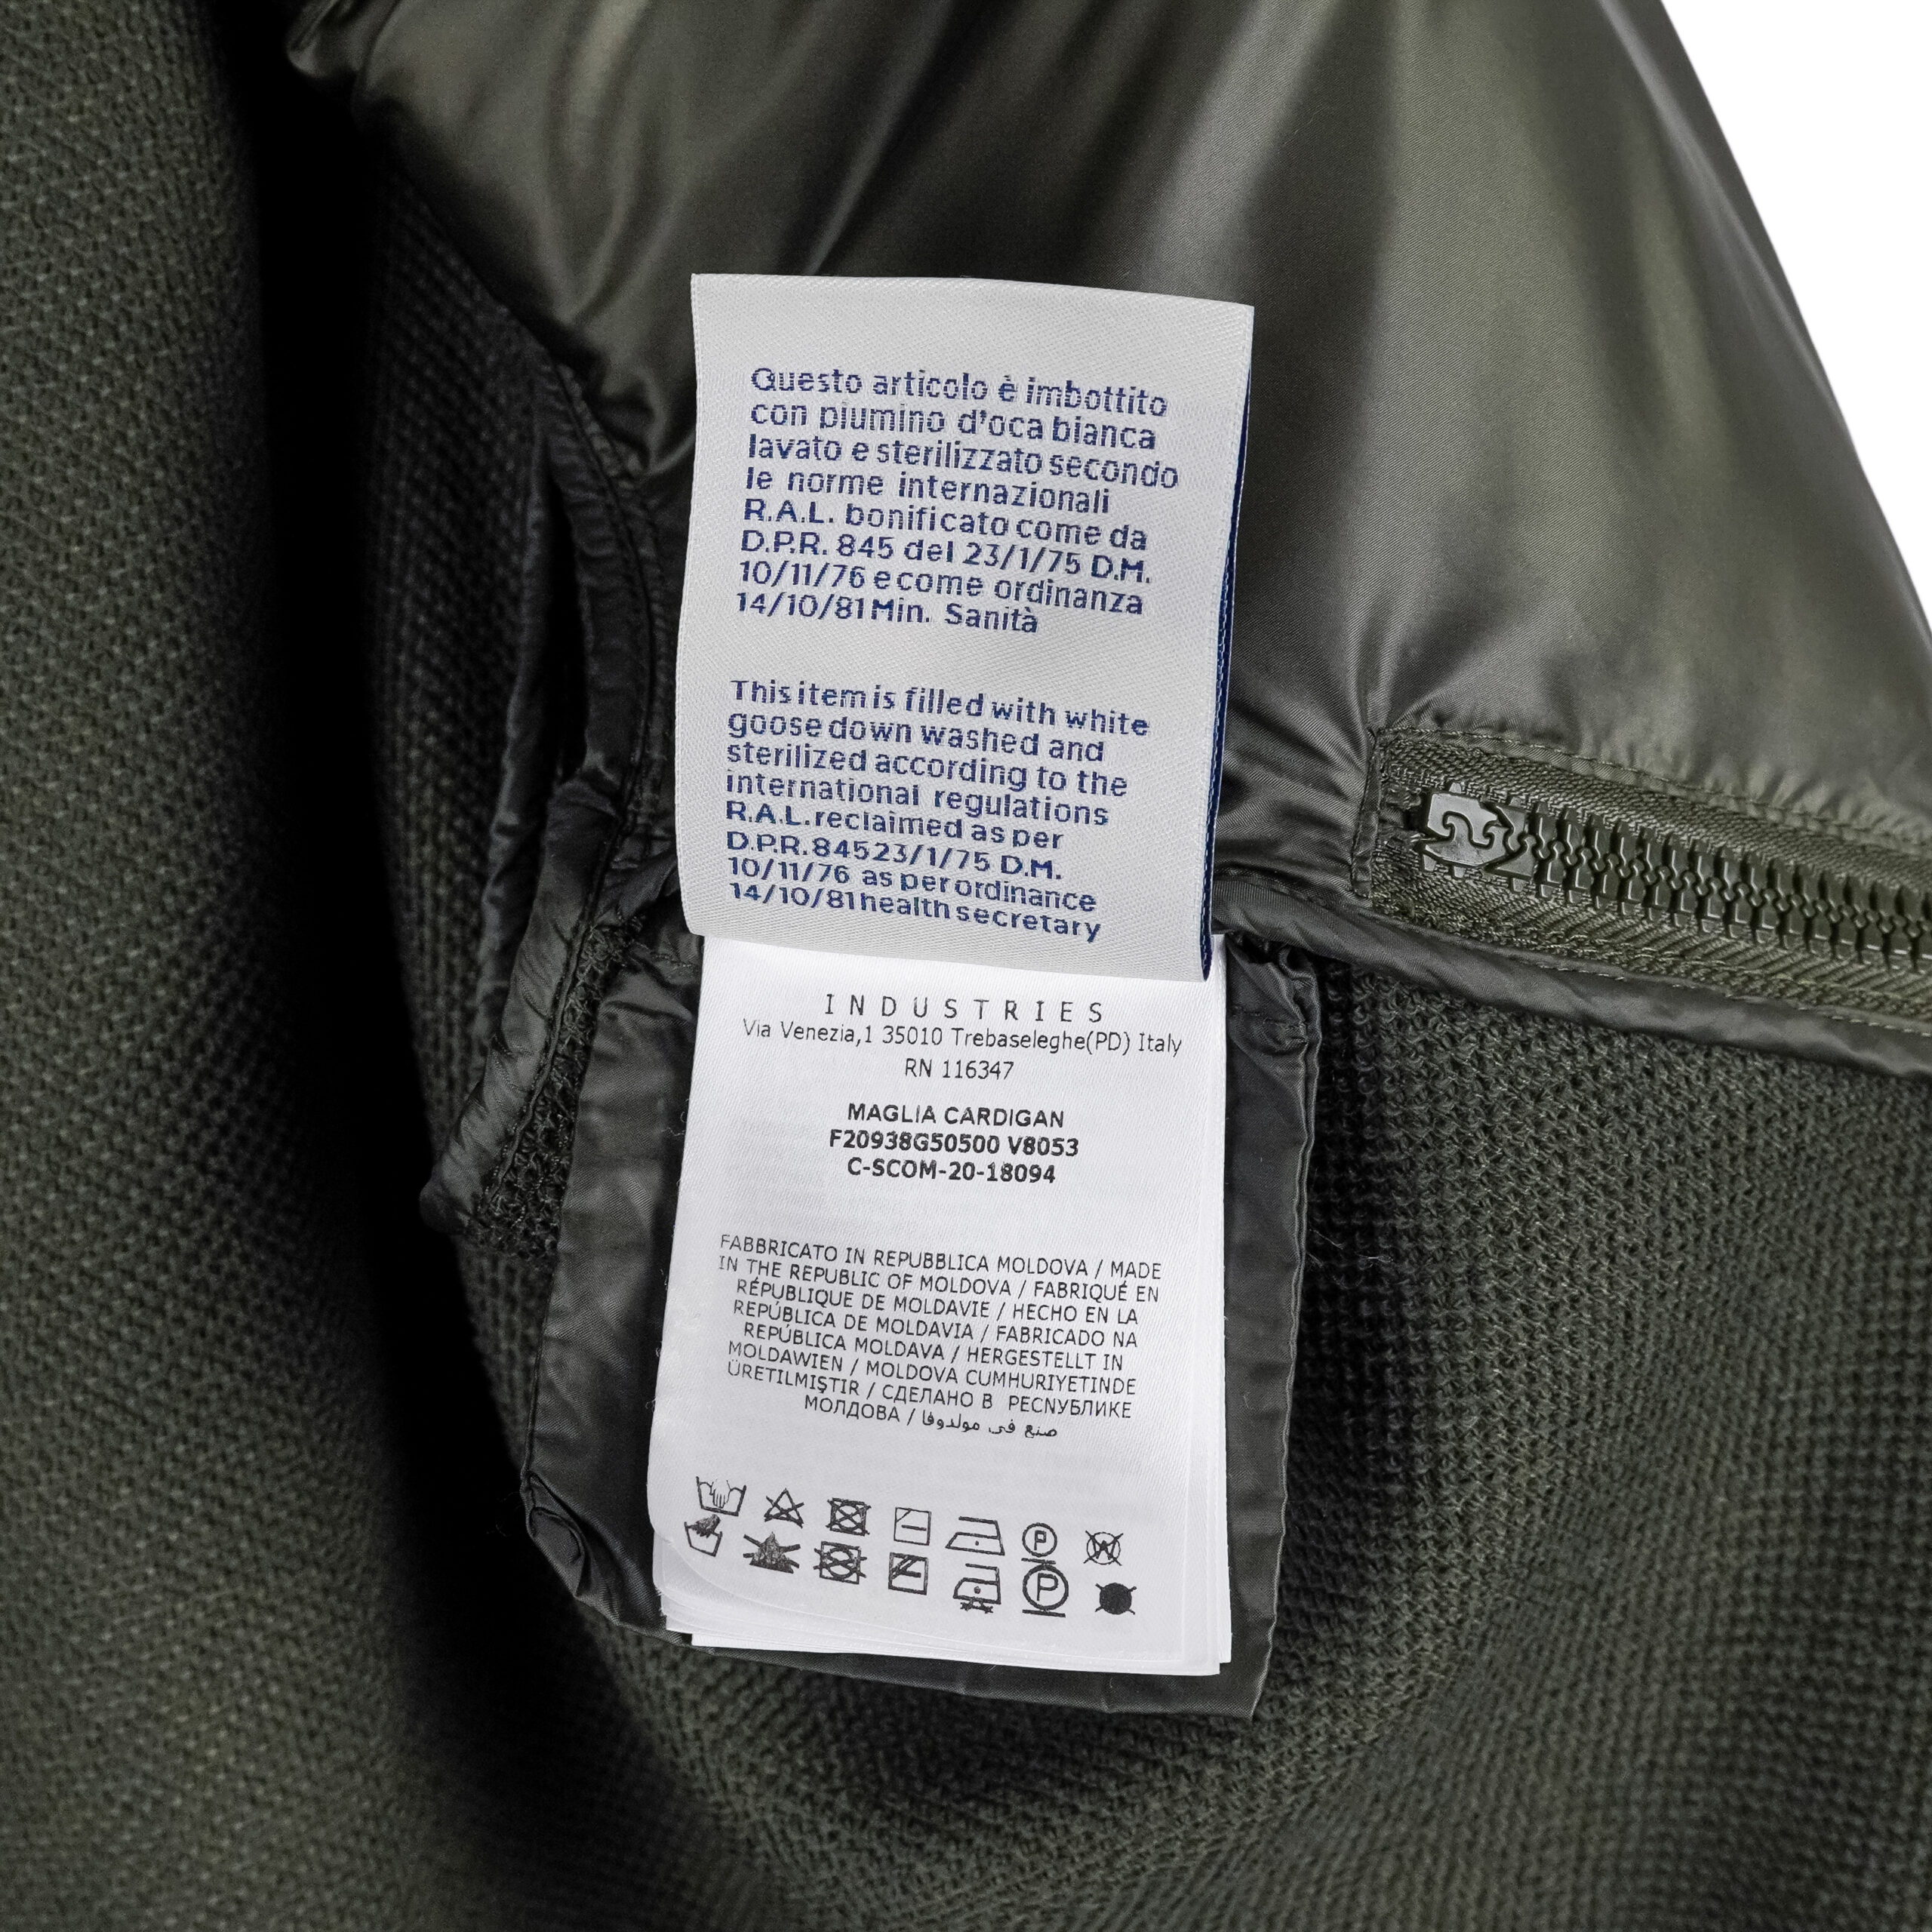 Questo articolo è imbottito
con piumino d'oca bianca
lavato e sterilizzato secondo
le norme internazionali
R.A.L. bonificato come da
D.P.R. 845 del 23/1/75 D.M.
10/11/76 e come ordinanza
14/10/81 Min. Sanità
This item is filled with white
goose down washed and
sterilized according to the
international regulations
R.A.L. reclaimed as per
D.P.R. 845 23/1/75 D.M.
10/11/76 as per ordinance
14/10/81 health secretary
INDUSTRIES
Via Venezia,1 35010 Trebaseleghe(PD) Italy
RN 116347
MAGLIA CARDIGAN
F20938G50500 V8053
C-SCOM-20-18094
FABBRICATO IN REPUBBLICA MOLDOVA / MADE
IN THE REPUBLIC OF MOLDOVA / FABRIQUÉ EN
RÉPUBLIQUE DE MOLDAVIE / HECHO EN LA
REPÚBLICA DE MOLDAVIA / FABRICADO NA
REPÚBLICA MOLDAVA / HERGESTELLT IN
MOLDAWIEN / MOLDOVA CUMHURIYETINDE
ÜRETILMIŞTIR / СДЕЛАНО В РЕСПУБЛИКЕ
МОЛДОВА / صنع في مولدوفا
P W
P